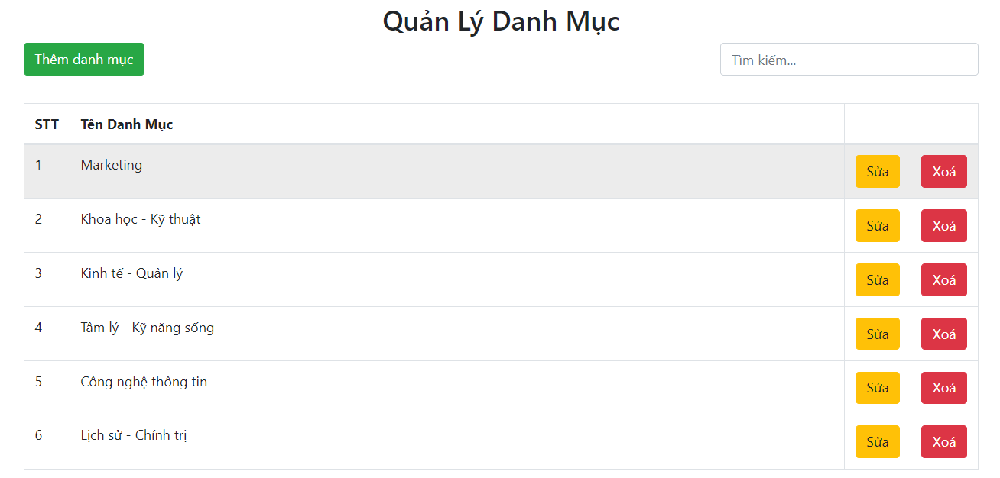 Quản Lý Danh Mục
Thêm danh mục Tìm kiếm...
STT Tên Danh Mục
1 Marketing Sửa Xoá
2 Khoa học - Kỹ thuật Sửa Xoá
3 Kinh tế - Quản lý Sửa Xoá
4 Tâm lý - Kỹ năng sống Sửa Xoá
5 Công nghệ thông tin Sửa Xoá
6 Lịch sử - Chính trị Sửa Xoá